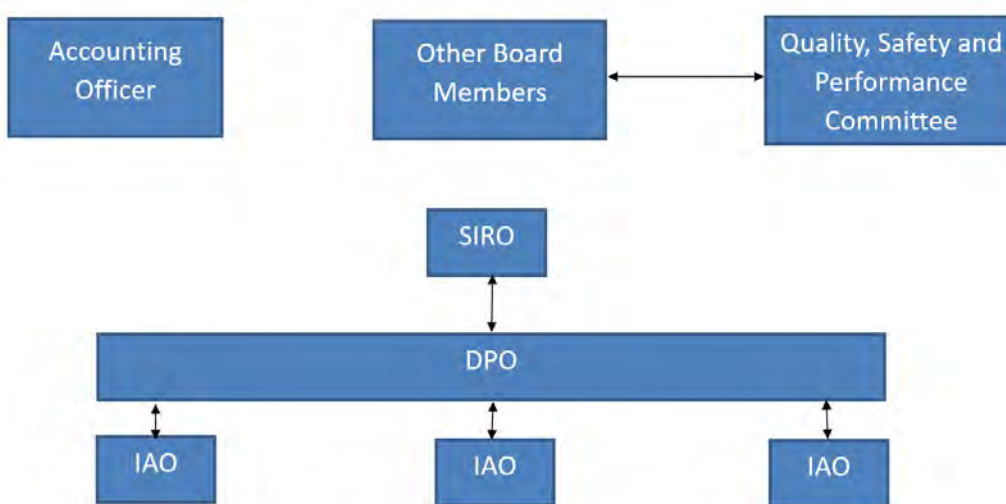 Accounting
Officer
Other Board
Members
Quality, Safety and
Performance
Committee
SIRO
DPO
IAO
IAO
IAO